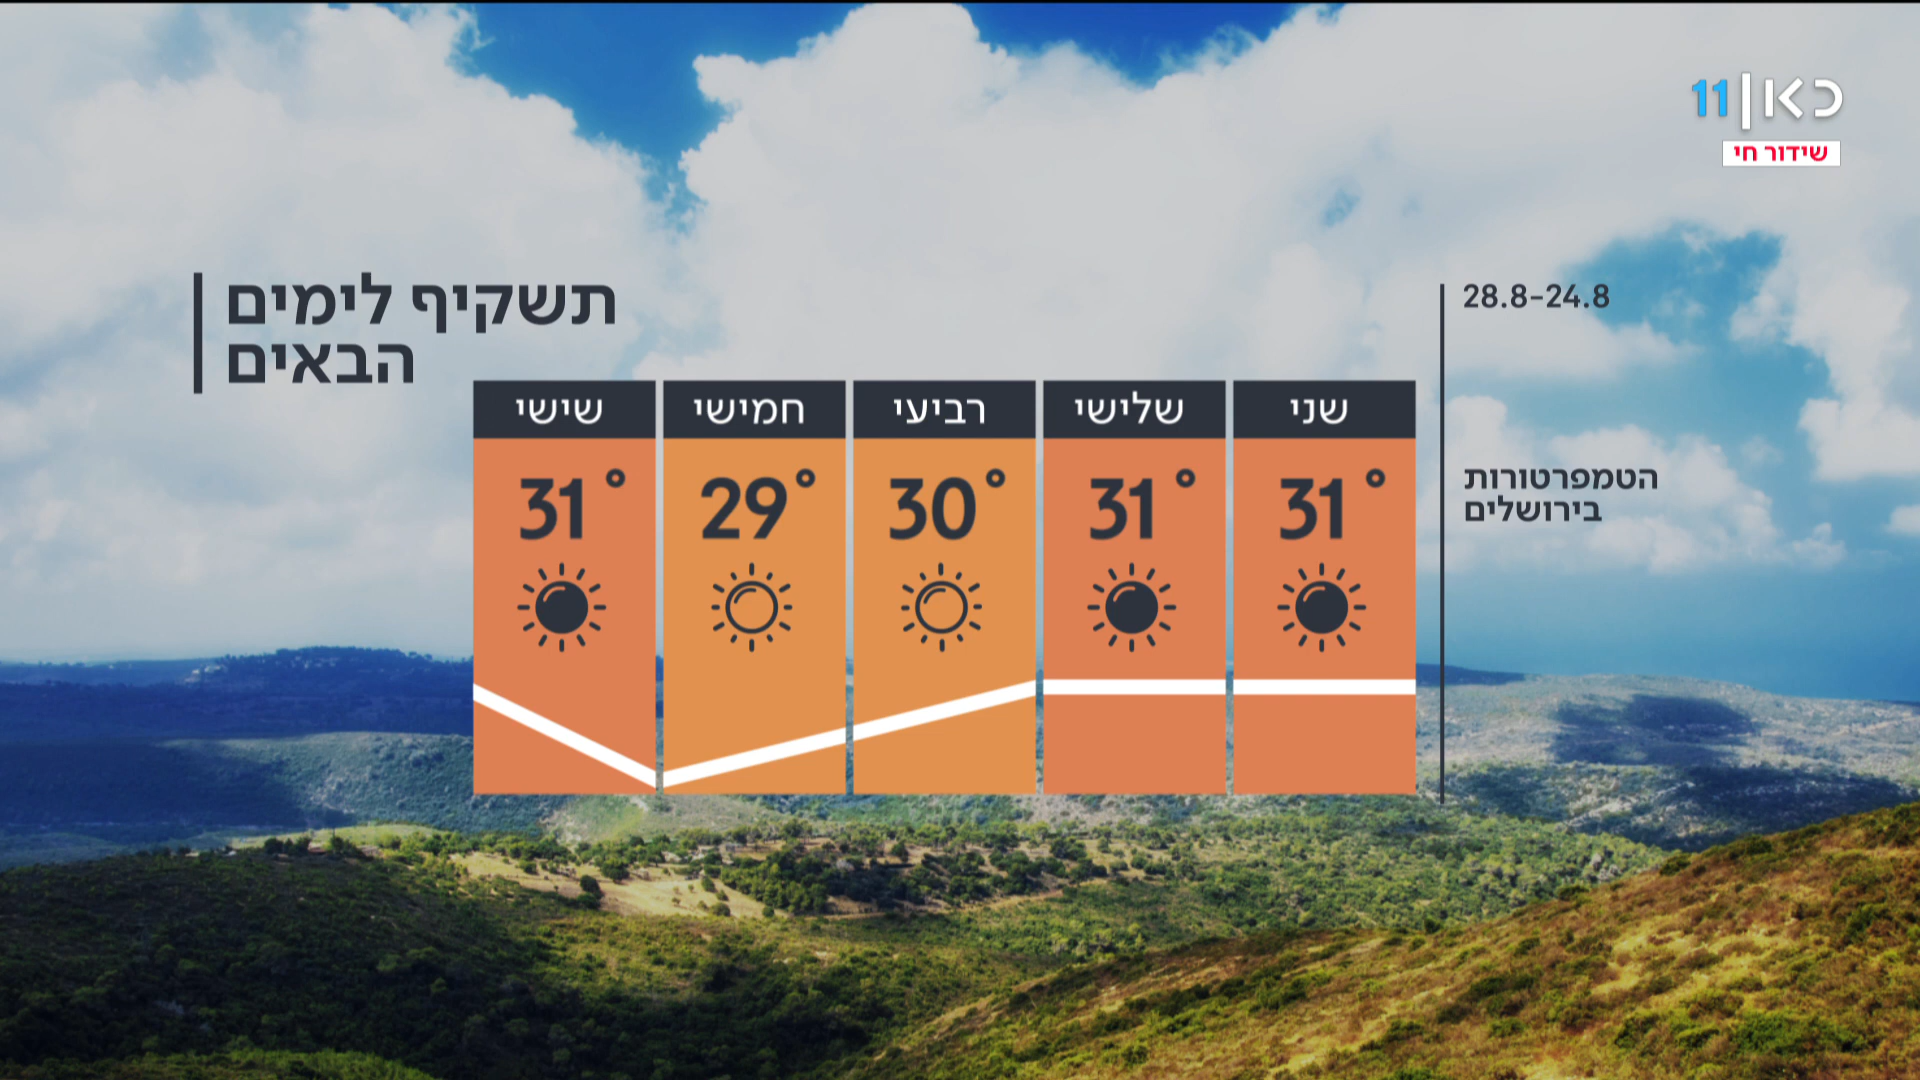 כאן 11
שידור חי
28.8-24.8
תשקיף לימים
הבאים
שני
שלישי
רביעי
חמישי
שישי
31°
31°
30°
29°
31°
הטמפרטורות
בירושלים